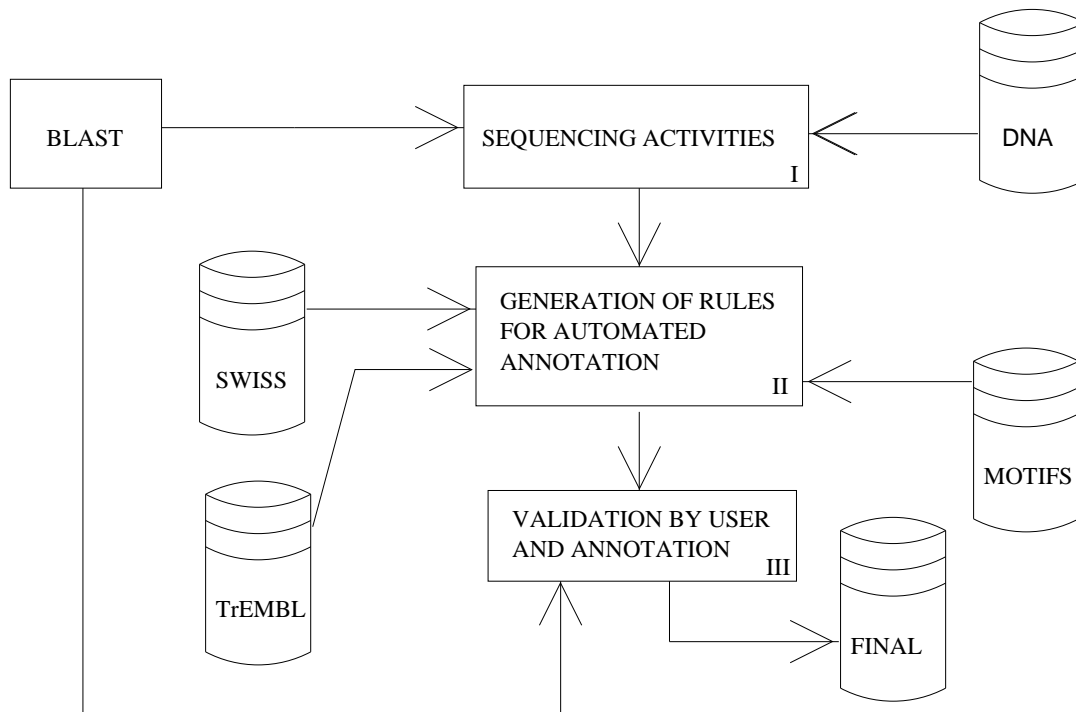 BLAST
SEQUENCING ACTIVITIES
I
DNA
GENERATION OF RULES
FOR AUTOMATED
ANNOTATION
II
SWISS
MOTIFS
VALIDATION BY USER
AND ANNOTATION
III
TrEMBL
FINAL